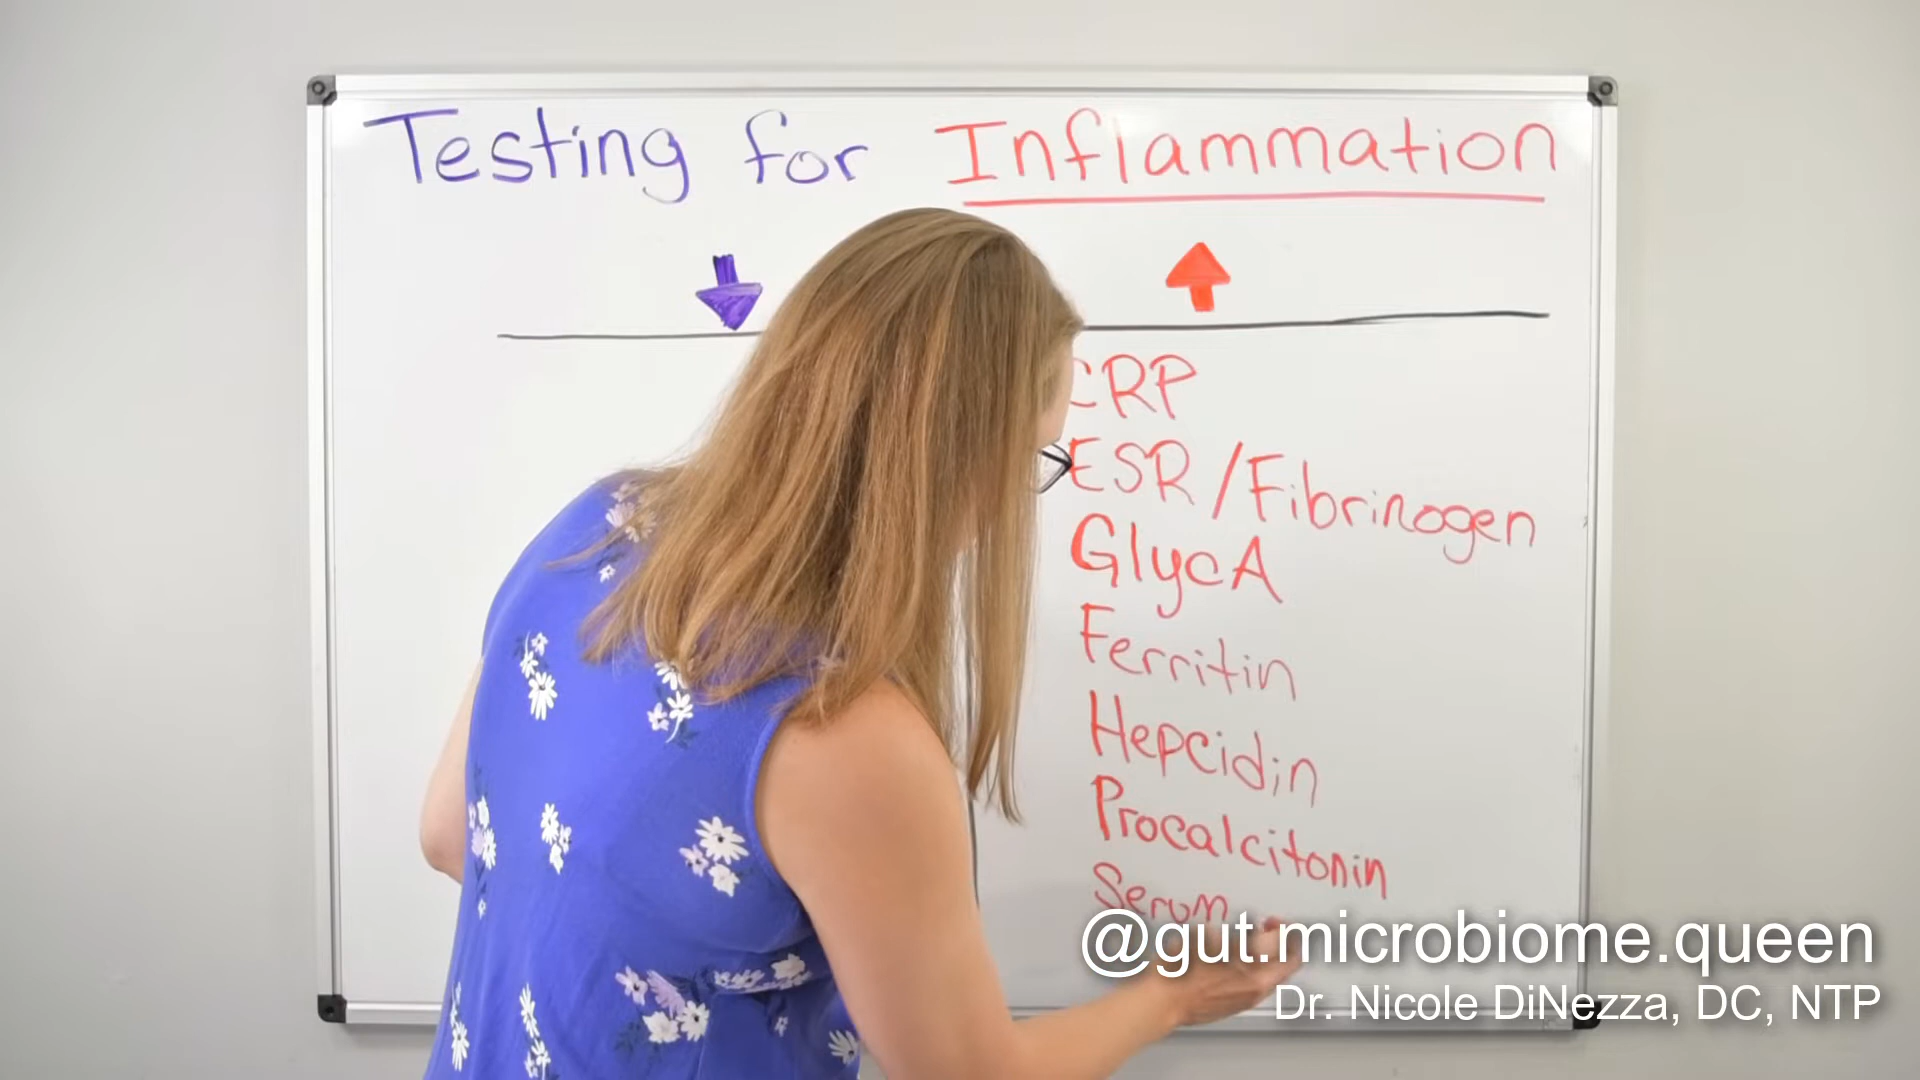 Testing for Inflammation
CRP
ESR/Fibrinogen
GlycA
Ferritin
Hepcidin
Procalcitonin
Serum
@gut.microbiome.queen
Dr. Nicole DiNezza, DC, NTP